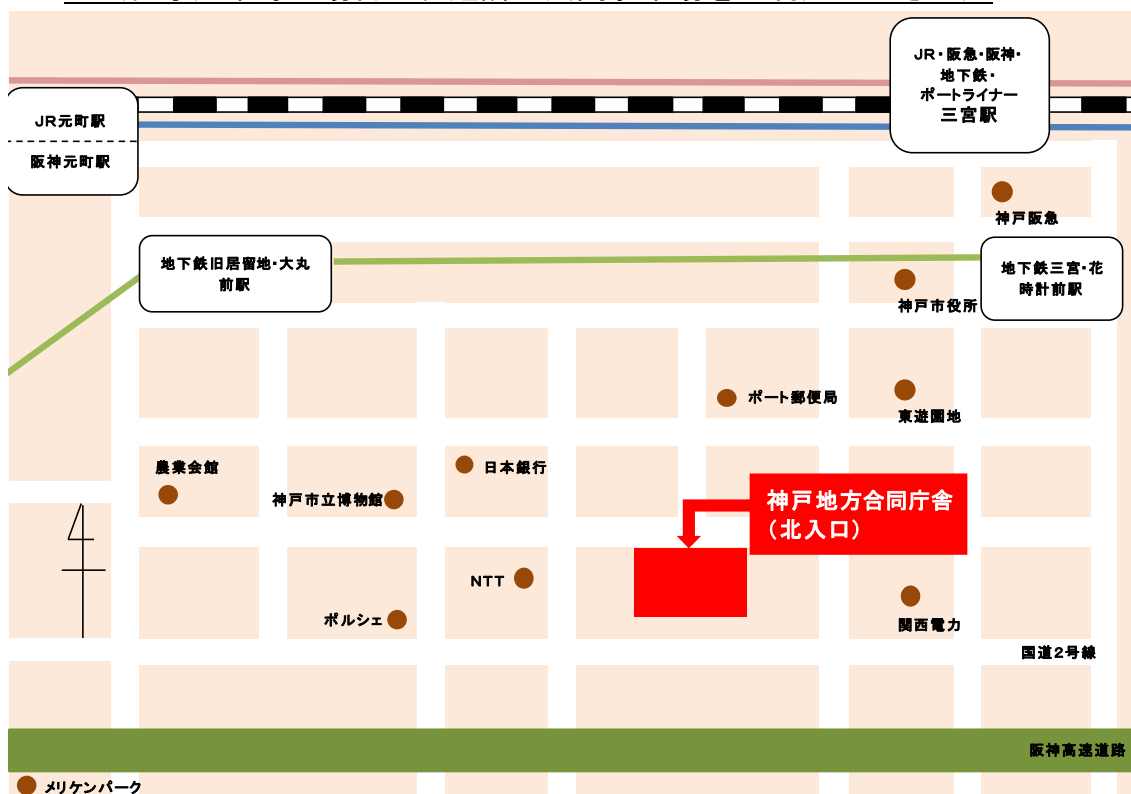 JR・阪急・阪神・
地下鉄・
ポートライナー
三宮駅
JR元町駅
阪神元町駅
神戸阪急
地下鉄旧居留地・大丸
前駅
地下鉄三宮・花
時計前駅
神戸市役所
ポート郵便局
東遊園地
農業会館
日本銀行
神戸市立博物館
神戸地方合同庁舎
(北入口)
NTT
ポルシェ
関西電力
国道2号線
阪神高速道路
メリケンパーク